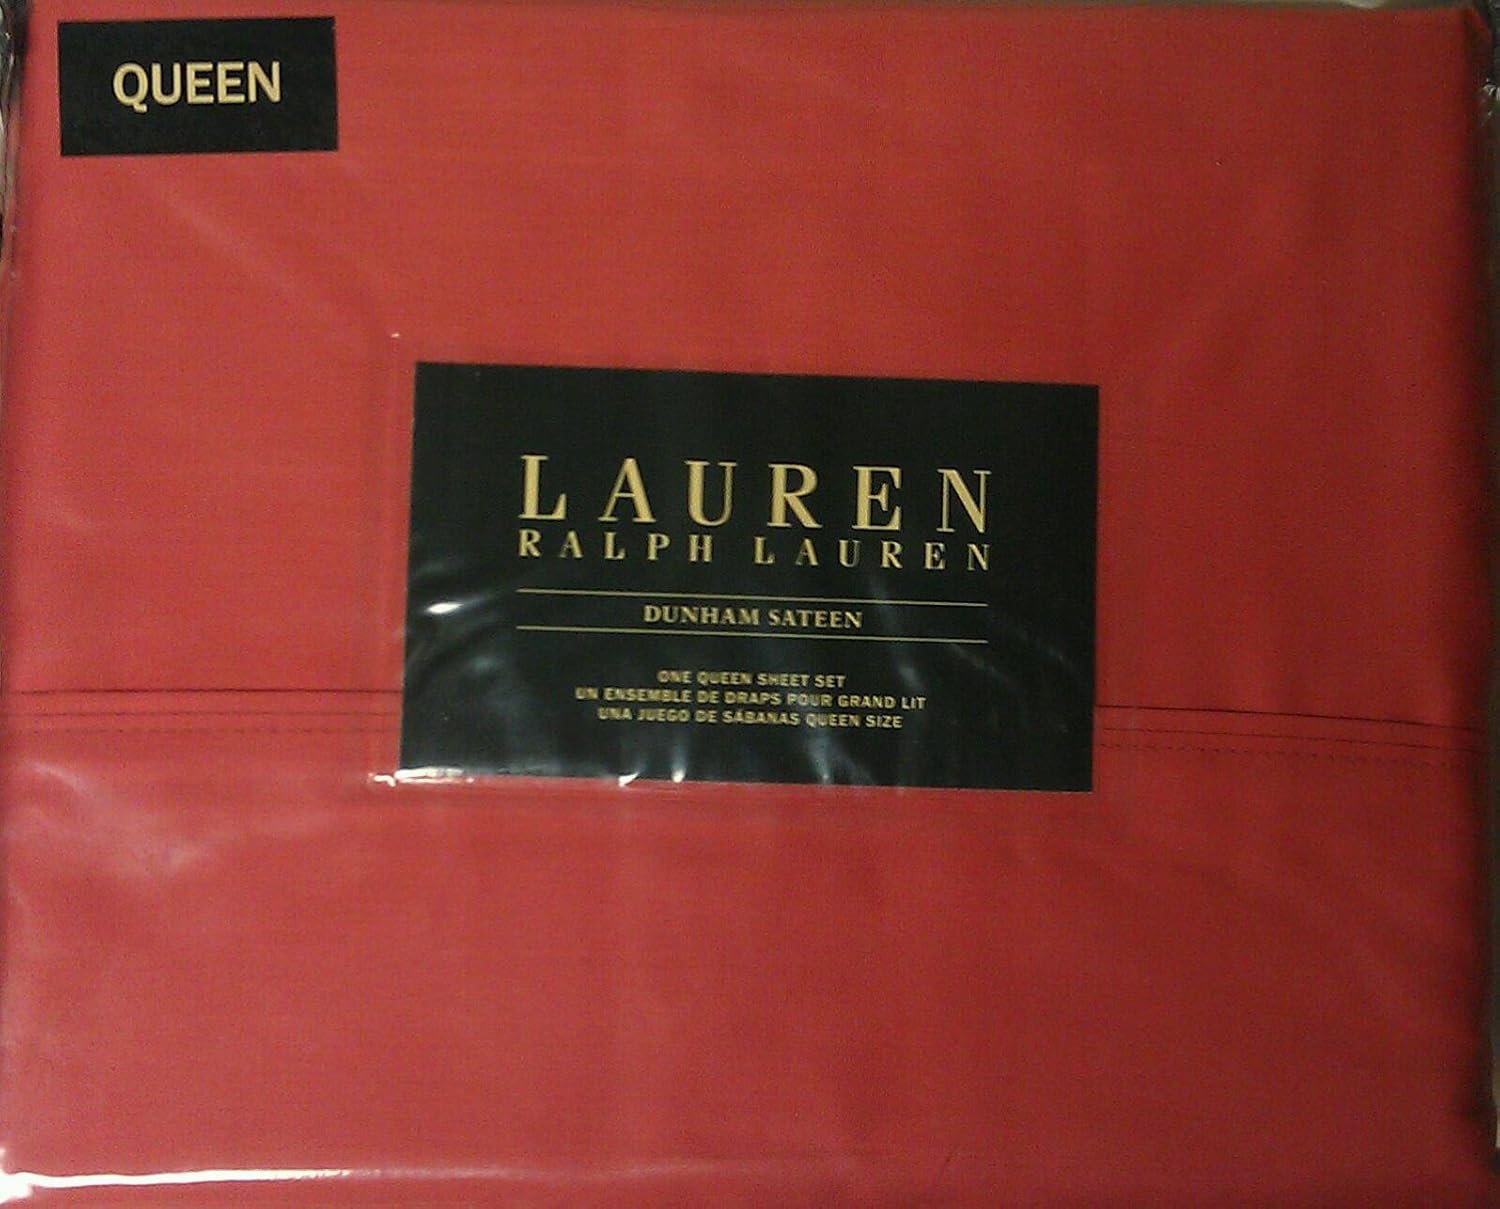 QUEEN
LAUREN
RALPH LAUREN
DUNHAM SATEEN
ONE QUEEN SHEET SET
UN ENSEMBLE DE DRAPS POUR GRAND LIT
UNA JUEGO DE SÁBANAS QUEEN SIZE